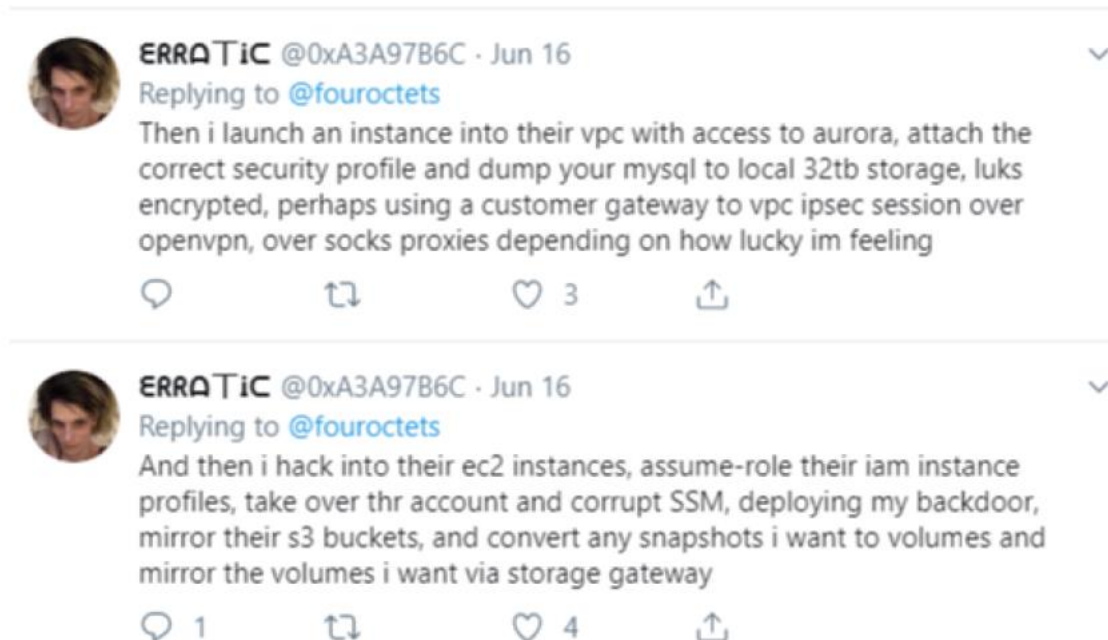 ERRATiC @0xA3A97B6C · Jun 16
Replying to @fouroctets
Then i launch an instance into their vpc with access to aurora, attach the
correct security profile and dump your mysql to local 32tb storage, luks
encrypted, perhaps using a customer gateway to vpc ipsec session over
openvpn, over socks proxies depending on how lucky im feeling
3
ERRATiC @0xA3A97B6C · Jun 16
Replying to @fouroctets
And then i hack into their ec2 instances, assume-role their iam instance
profiles, take over thr account and corrupt SSM, deploying my backdoor,
mirror their s3 buckets, and convert any snapshots i want to volumes and
mirror the volumes i want via storage gateway
1 4